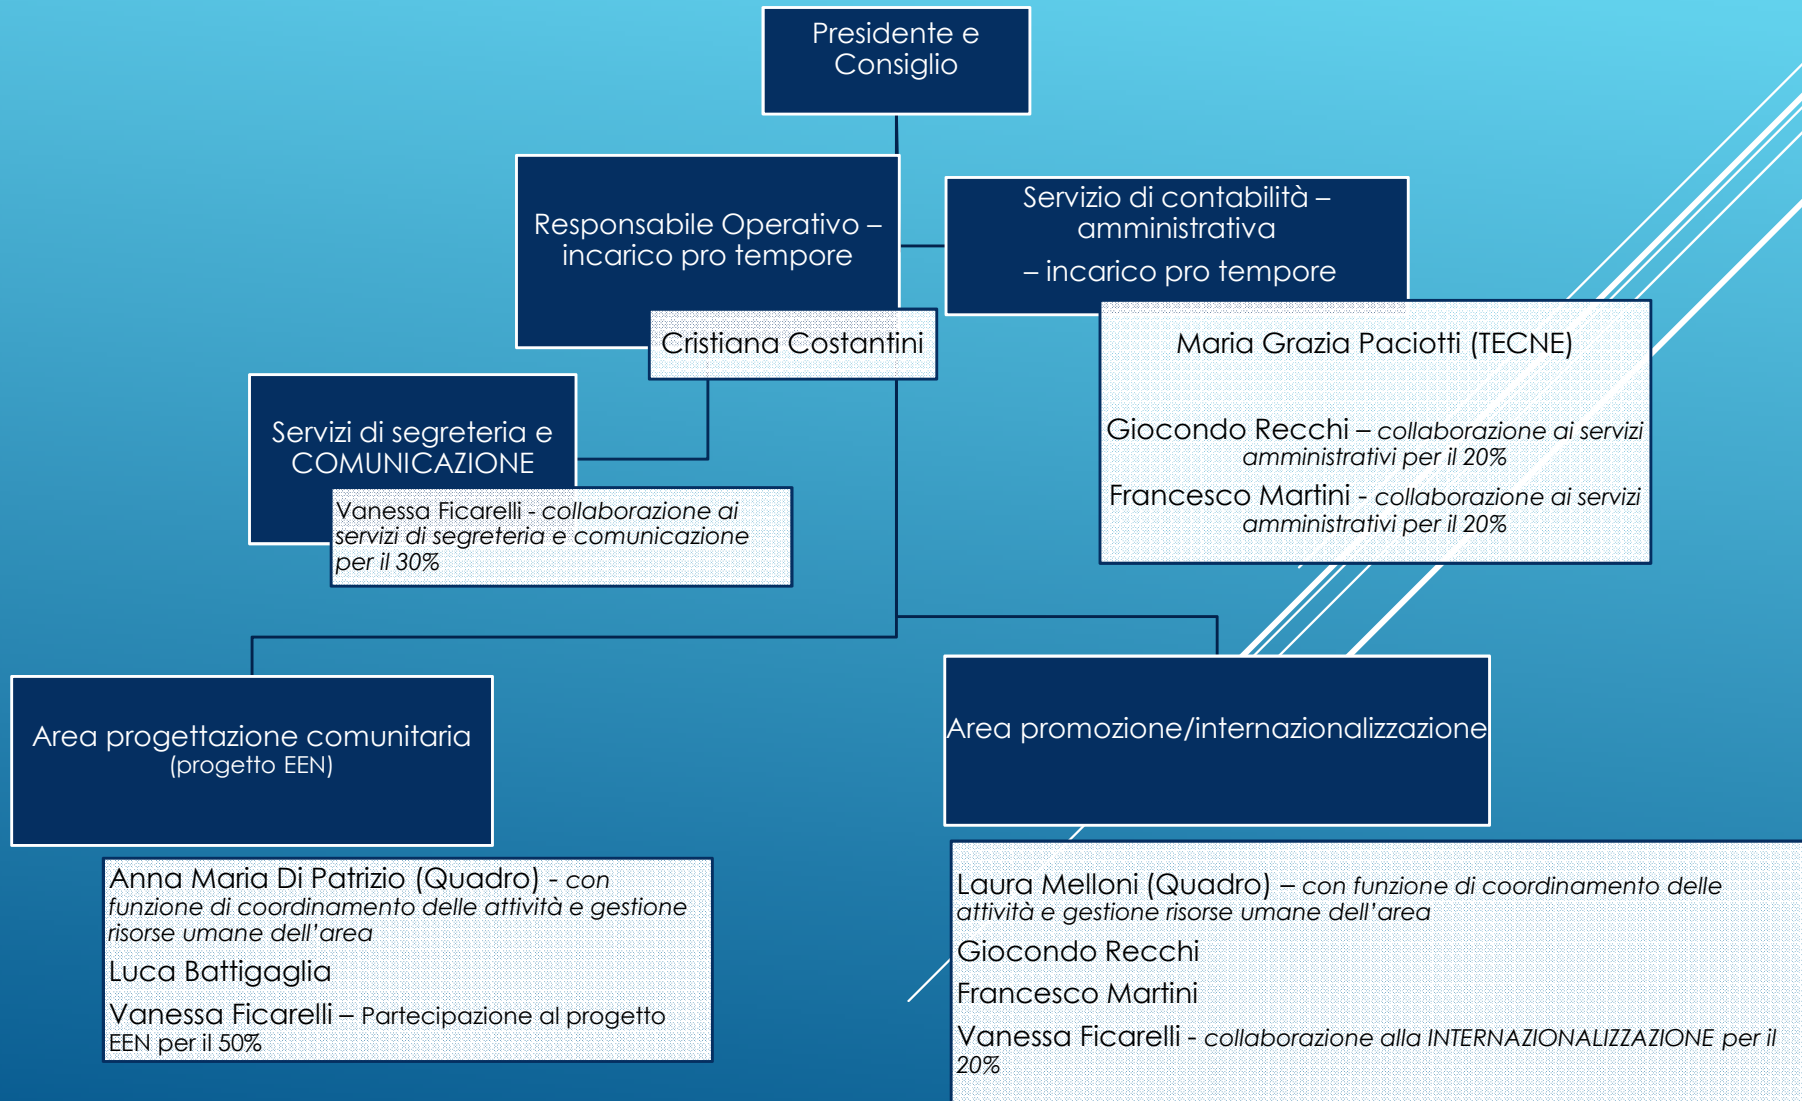 Presidente e
Consiglio
Responsabile Operativo –
incarico pro tempore
Cristiana Costantini
Servizio di contabilità –
amministrativa
– incarico pro tempore
Maria Grazia Paciotti (TECNE)
Giocondo Recchi – collaborazione ai servizi
amministrativi per il 20%
Francesco Martini - collaborazione ai servizi
amministrativi per il 20%
Servizi di segreteria e
COMUNICAZIONE
Vanessa Ficarelli - collaborazione ai
servizi di segreteria e comunicazione
per il 30%
Area progettazione comunitaria
(progetto EEN)
Anna Maria Di Patrizio (Quadro) - con
funzione di coordinamento delle attività e gestione
risorse umane dell’area
Luca Battigaglia
Vanessa Ficarelli – Partecipazione al progetto
EEN per il 50%
Area promozione/internazionalizzazione
Laura Melloni (Quadro) – con funzione di coordinamento delle
attività e gestione risorse umane dell’area
Giocondo Recchi
Francesco Martini
Vanessa Ficarelli - collaborazione alla INTERNAZIONALIZZAZIONE per il
20%